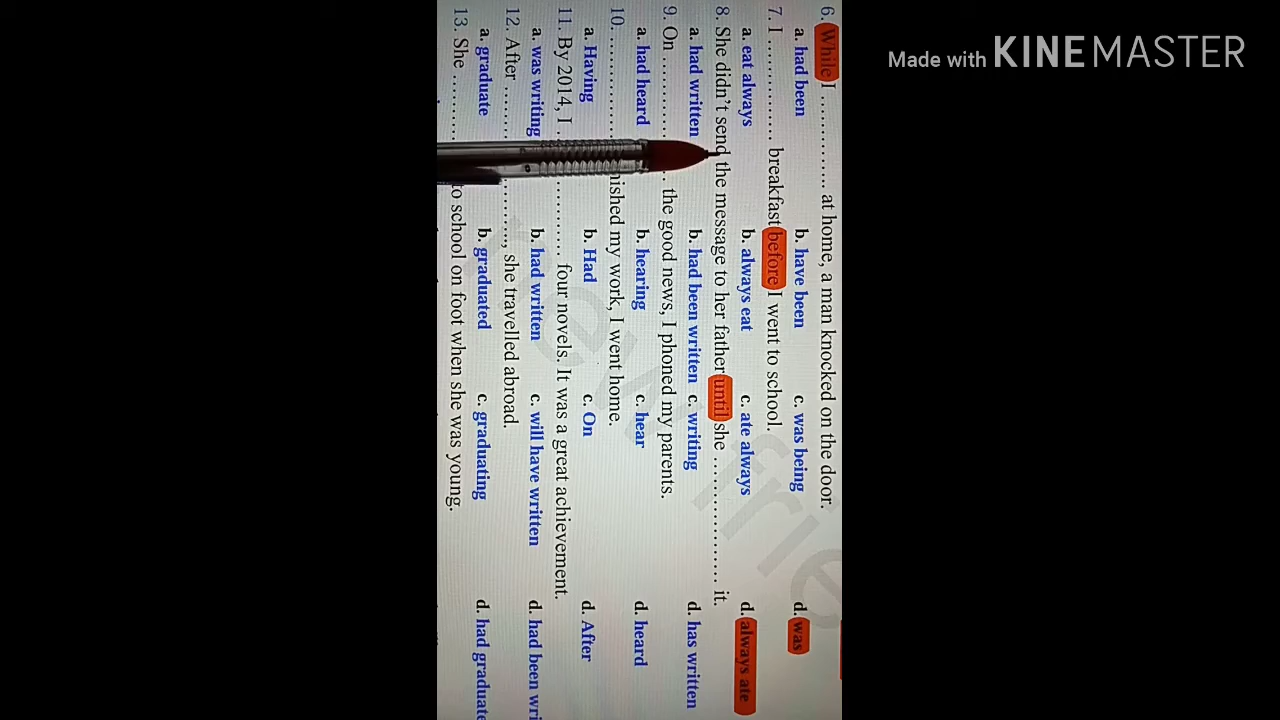 Made with KINEMASTER
6. While I .............. at home, a man knocked on the door.
a. had been b. have been c. was being d. was
7. I ................ breakfast before I went to school.
a. eat always b. always eat c. ate always d. always ate
8. She didn't send the message to her father until she .................... it.
a. had written b. had been written c. writing d. has written
9. On ............... the good news, I phoned my parents.
a. had heard b. hearing c. hear d. heard
10. ............... my work, I went home.
a. Having b. Had c. On d. After
11. By 2014, I ............... four novels. It was a great achievement.
a. was writing b. had written c. will have written d. had been
12. After ..............., she travelled abroad.
a. graduate b. graduated c. graduating d. had
13. She ............... to school on foot when she was young.